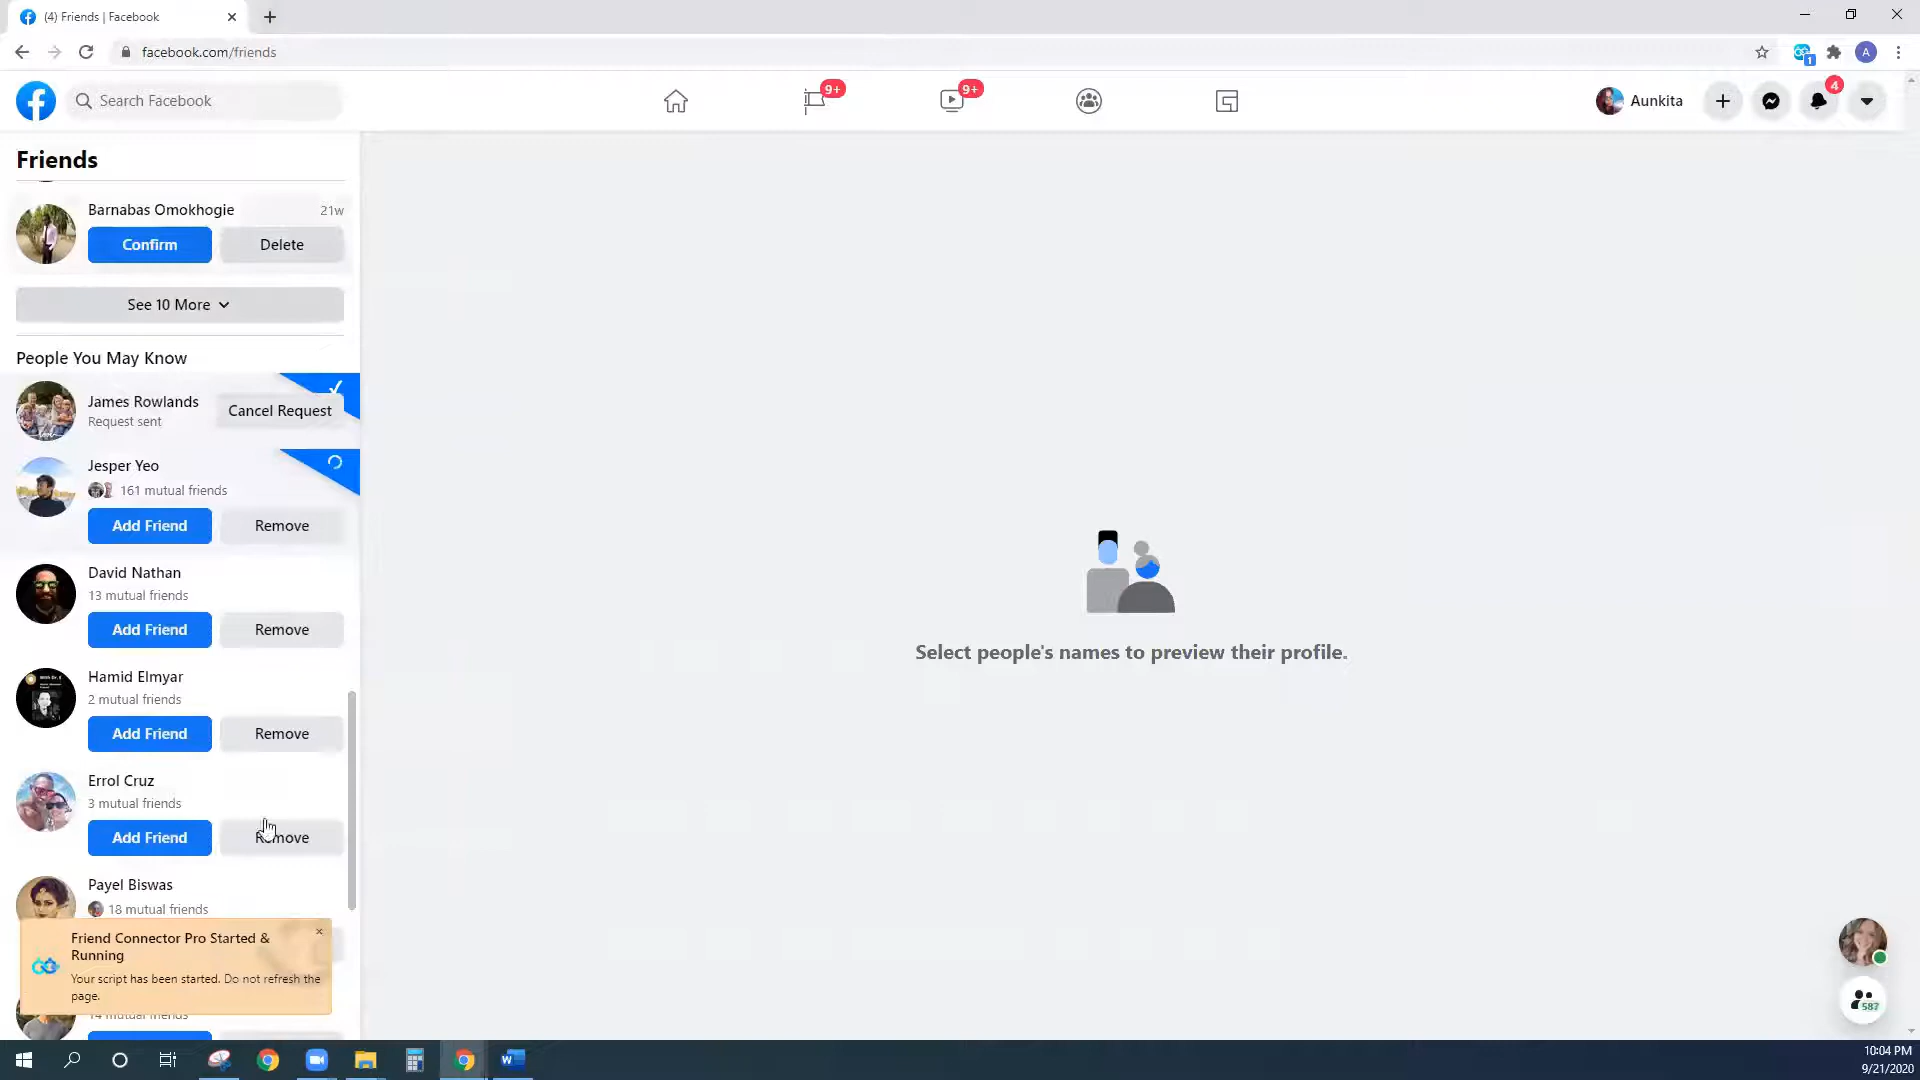 (4) Friends | Facebook
facebook.com/friends
1
A
Search Facebook
9+
9+
Aunkita
4
Friends
Barnabas Omokhogie
21w
Confirm
Delete
See 10 More
People You May Know
James Rowlands
Request sent
Cancel Request
Jesper Yeo
161 mutual friends
Add Friend
Remove
David Nathan
13 mutual friends
Add Friend
Remove
Hamid Elmyar
2 mutual friends
Add Friend
Remove
Errol Cruz
3 mutual friends
Add Friend
Remove
Payel Biswas
18 mutual friends
Friend Connector Pro Started &
Running
Your script has been started. Do not refresh the
page.
14 mutual friends
Select people's names to preview their profile.
587
10:04 PM
9/21/2020